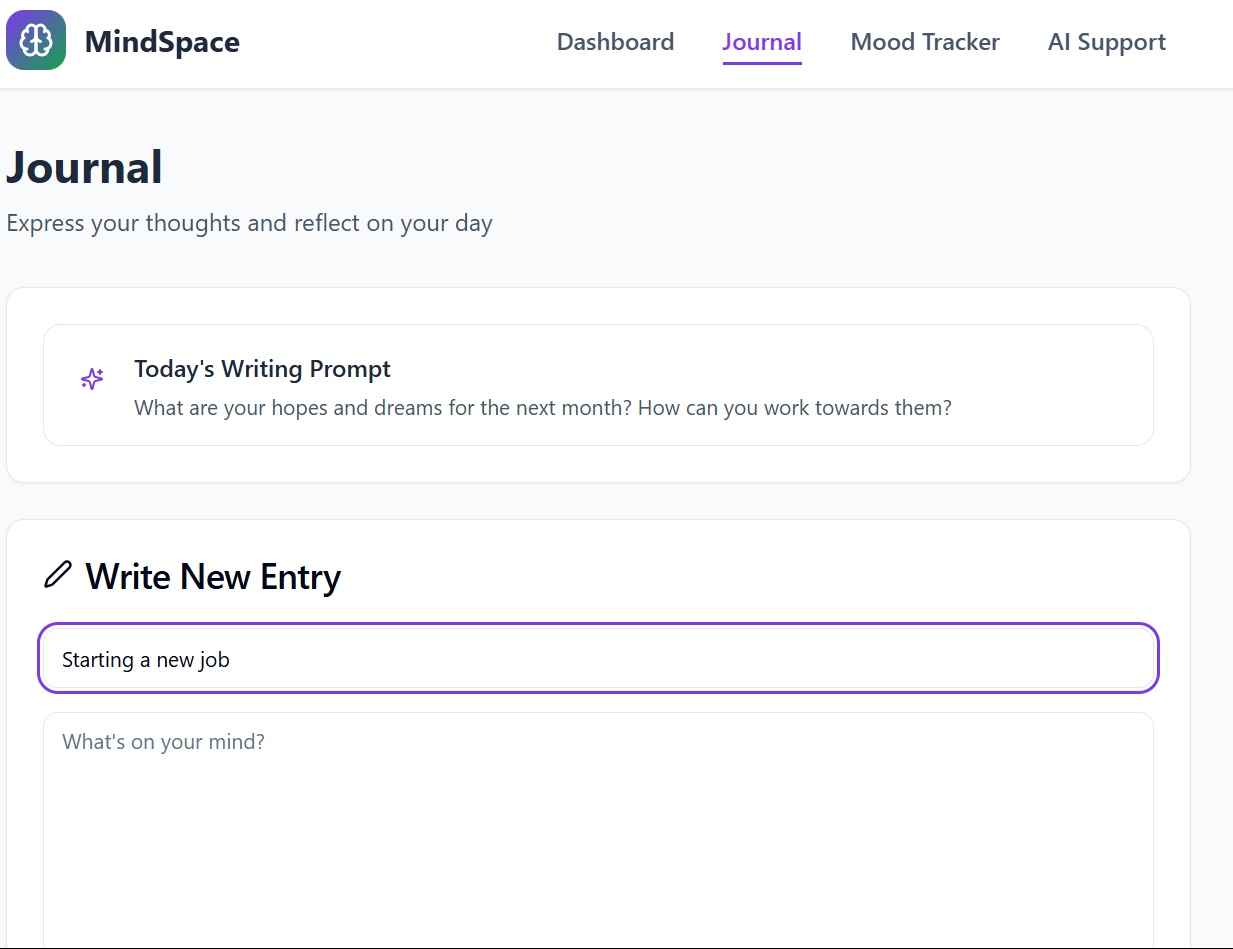 MindSpace Dashboard Journal Mood Tracker AI Support
Journal
Express your thoughts and reflect on your day
Today's Writing Prompt
What are your hopes and dreams for the next month? How can you work towards them?
Write New Entry
Starting a new job
What's on your mind?